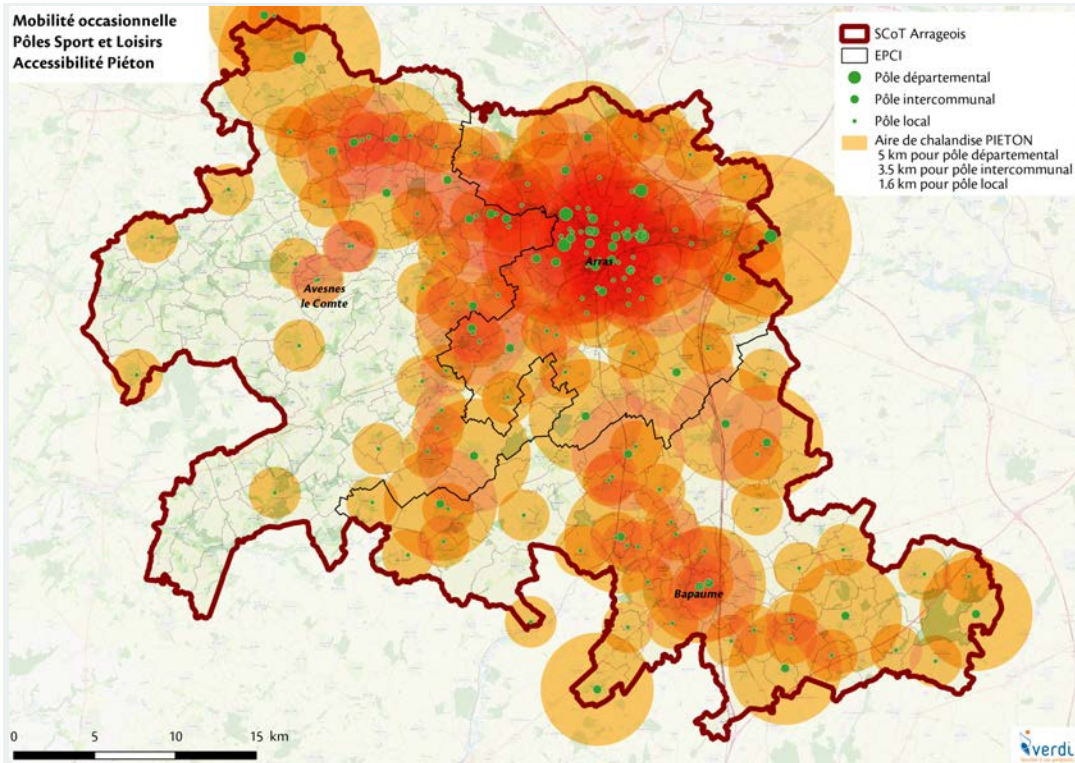 Mobilité occasionnelle
Pôles Sport et Loisirs
Accessibilité Piéton
SCoT Arrageois
EPCI
Pôle départemental
Pôle intercommunal
Pôle local
Aire de chalandise PIETON
5 km pour pôle départemental
3.5 km pour pôle intercommunal
1.6 km pour pôle local
Arras
Avesnes
le Comte
Bapaume
0 5 10 15 km
verdi